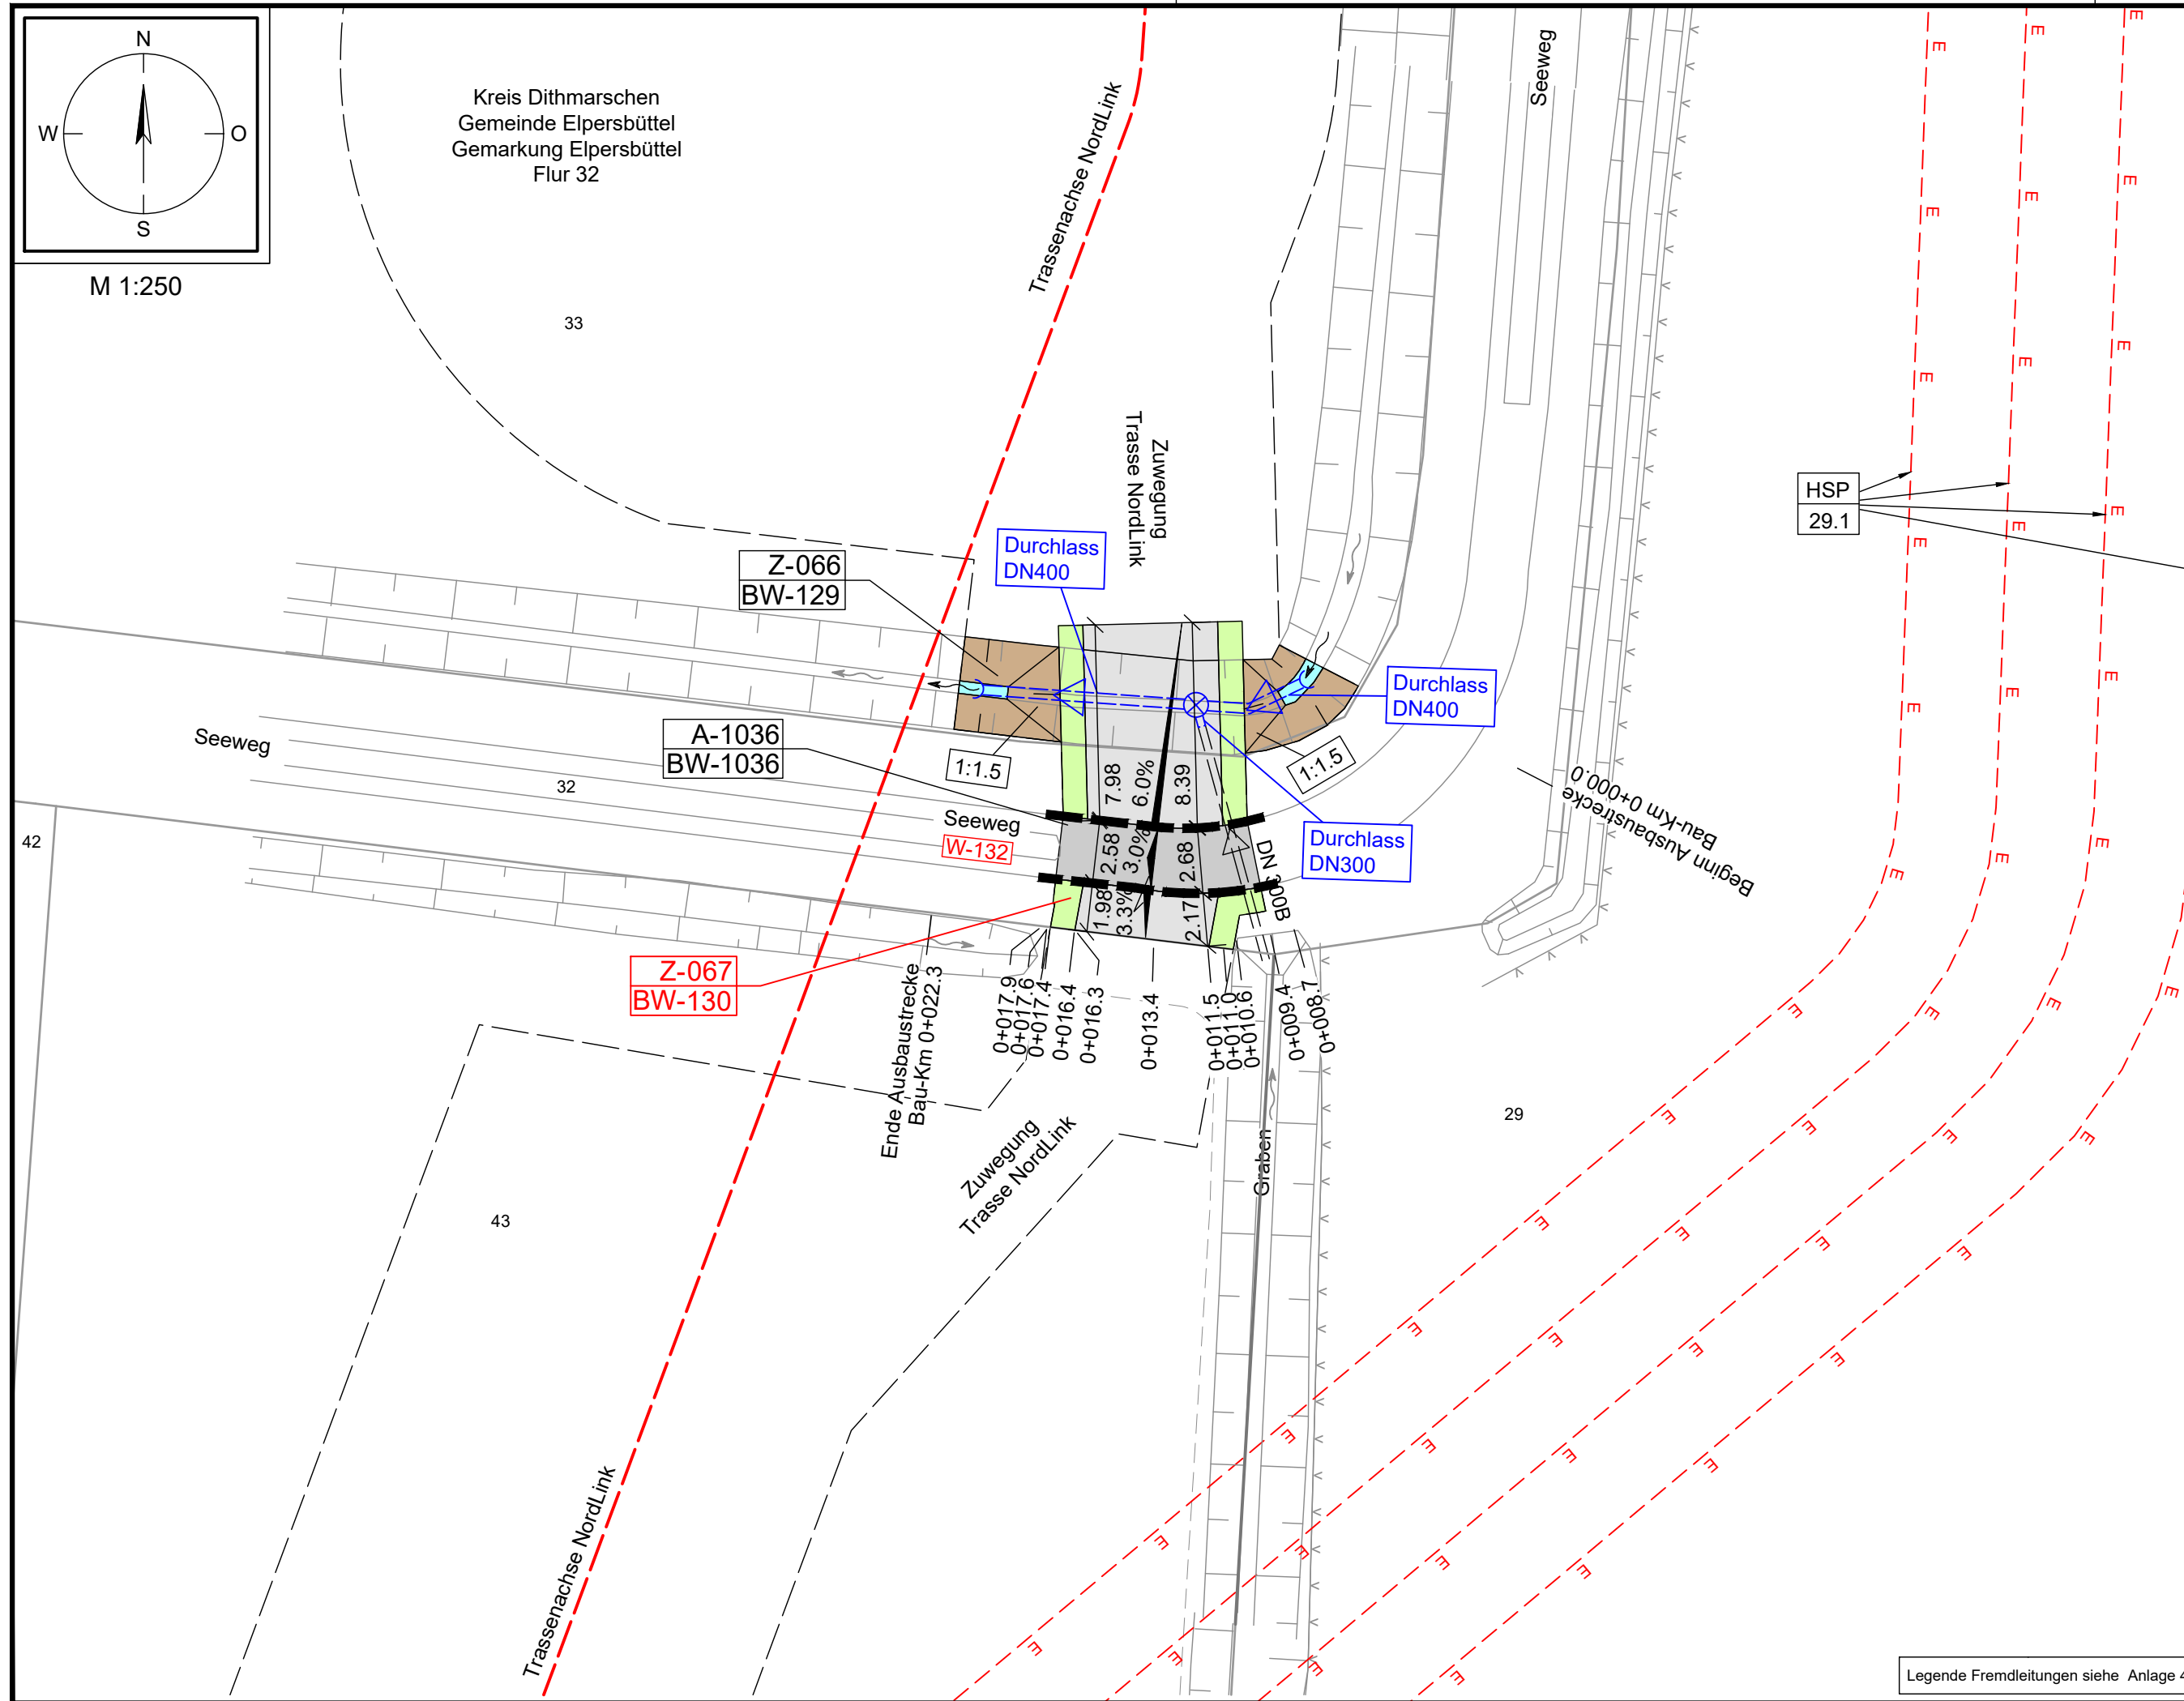 N
W
O
S
M 1:250
Kreis Dithmarschen
Gemeinde Elpersbüttel
Gemarkung Elpersbüttel
Flur 32
33
Trassenachse NordLink
Seeweg
Zuwegung
Trasse NordLink
HSP
29.1
Z-066
BW-129
Durchlass
DN400
Durchlass
DN400
A-1036
BW-1036
Seeweg
32
42
1:1.5
1:1.5
7.98
6.0%
8.39
Seeweg
W-132
2.58
3.0%
2.68
DN 300B
Durchlass
DN300
Beginn Ausbaustrecke
Bau-Km 0+000.0
1.98
3.3%
2.17
Z-067
BW-130
Ende Ausbaustrecke
Bau-Km 0+022.3
0+017.9
0+017.6
0+017.4
0+016.4
0+016.3
0+013.4
0+011.5
0+011.0
0+010.6
0+009.4
0+008.7
Zuwegung
Trasse NordLink
Graben
29
43
Trassenachse NordLink
Legende Fremdleitungen siehe Anlage 4